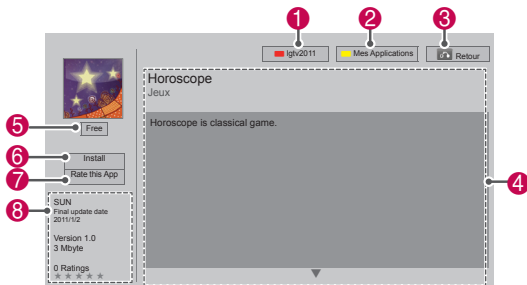 1
2
3
lgtv2011
Mes Applications
Retour
Horoscope
Jeux
Horoscope is classical game.
5
Free
6
Install
7
Rate this App
4
8
SUN
Final update date
2011/1/2
Version 1.0
3 Mbyte
0 Ratings